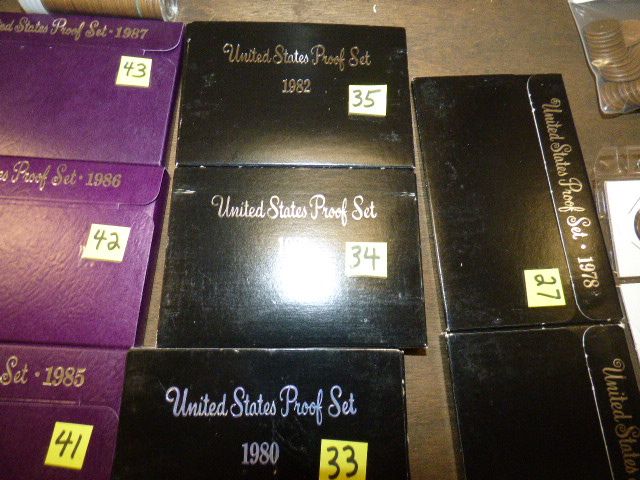 d States Proof Set · 1987
43
s Proof Set · 1986
42
Set · 1985
41
United States Proof Set
1982
35
United States Proof Set
34
United States Proof Set
1980
33
United States Proof Set · 1978
27
United States